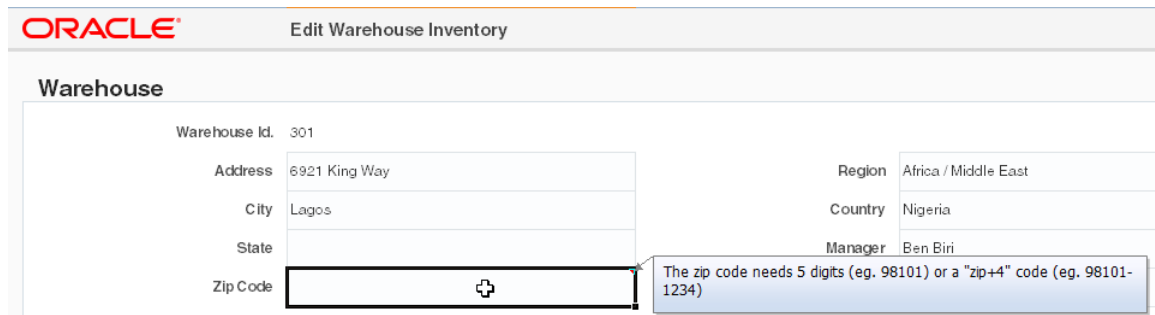 ORACLE
Edit Warehouse Inventory
Warehouse
Warehouse Id. 301
Address 6921 King Way
Region Africa / Middle East
City Lagos
Country Nigeria
State
Manager Ben Biri
Zip Code
The zip code needs 5 digits (eg. 98101) or a "zip+4" code (eg. 98101-
1234)